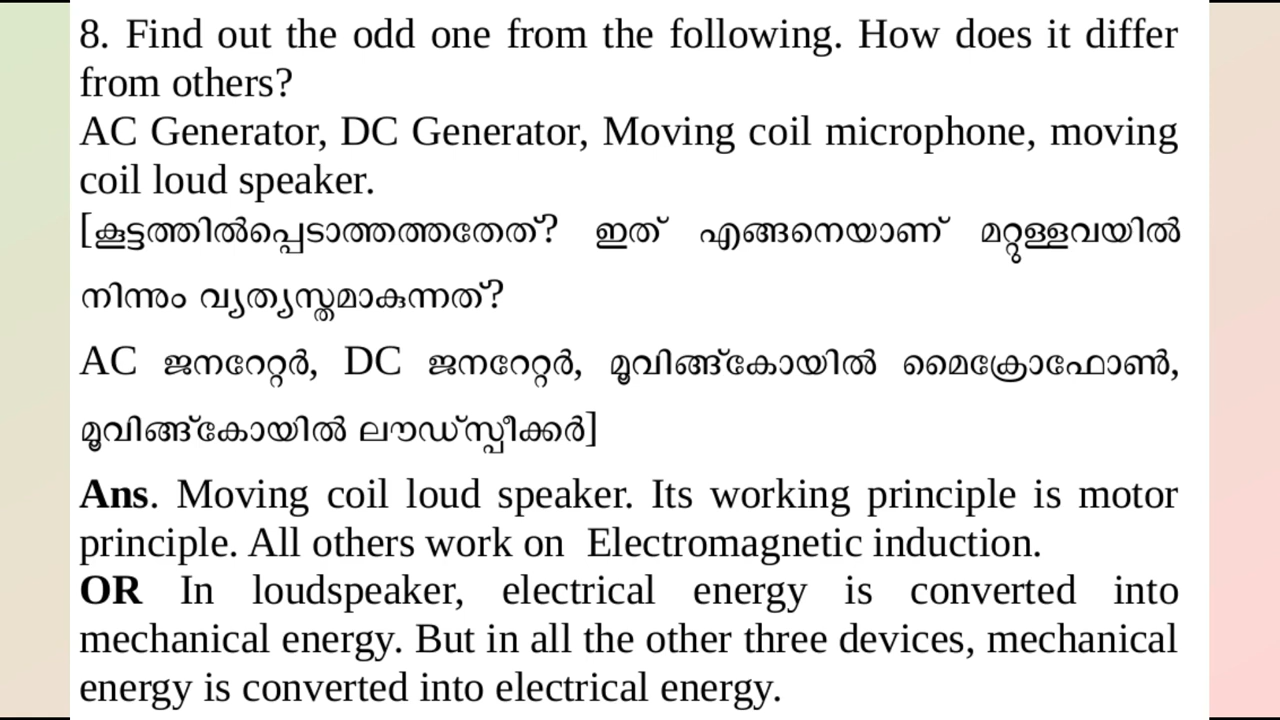 8. Find out the odd one from the following. How does it differ
from others?
AC Generator, DC Generator, Moving coil microphone, moving
coil loud speaker.
[കൂട്ടത്തിൽപ്പെടാത്തത്തതേത്? ഇത് എങ്ങനെയാണ് മറ്റുള്ളവയിൽ
നിന്നും വ്യത്യസ്തമാകുന്നത്?
AC ജനറേറ്റർ, DC ജനറേറ്റർ, മൂവിങ്ങ്കോയിൽ മൈക്രോഫോൺ,
മൂവിങ്ങ്കോയിൽ ലൗഡ്സ്പീക്കർ]
Ans. Moving coil loud speaker. Its working principle is motor
principle. All others work on Electromagnetic induction.
OR In loudspeaker, electrical energy is converted into
mechanical energy. But in all the other three devices, mechanical
energy is converted into electrical energy.